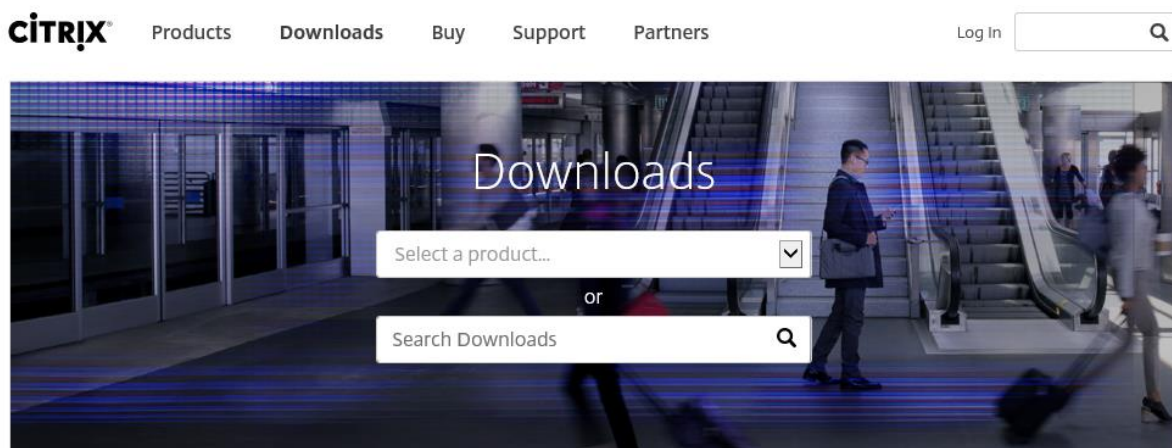 CİTRIX®
Products Downloads Buy Support Partners Log In
Downloads
Select a product...
or
Search Downloads